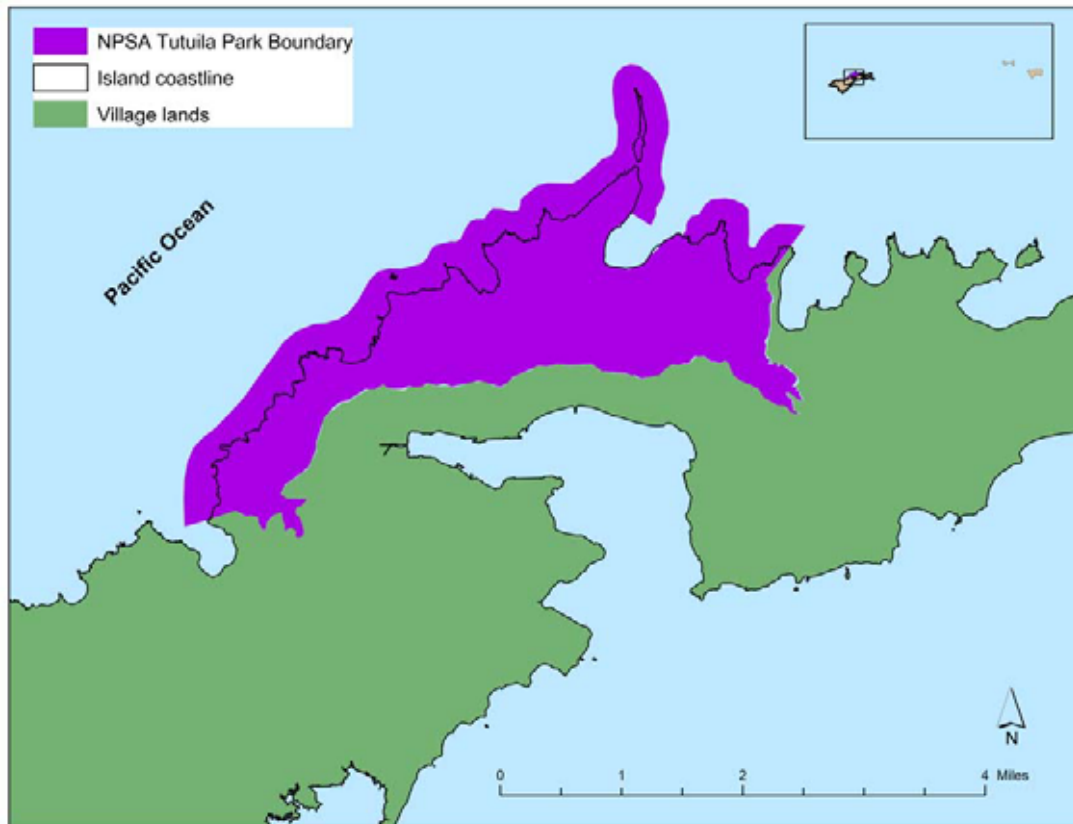 NPSA Tutuila Park Boundary
Island coastline
Village lands
Pacific Ocean
N
0 1 2 4 Miles